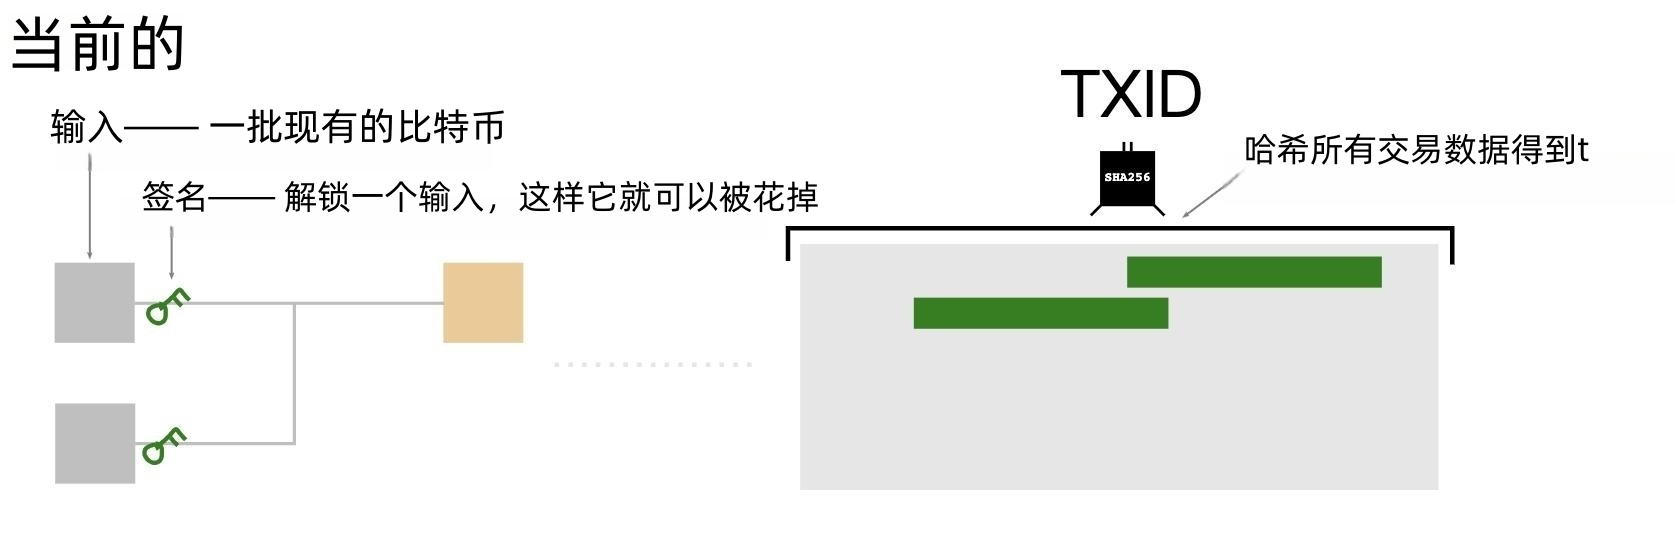 当前的
输入—— 一批现有的比特币
签名—— 解锁一个输入，这样它就可以被花掉
TXID
哈希所有交易数据得到t
SHA256